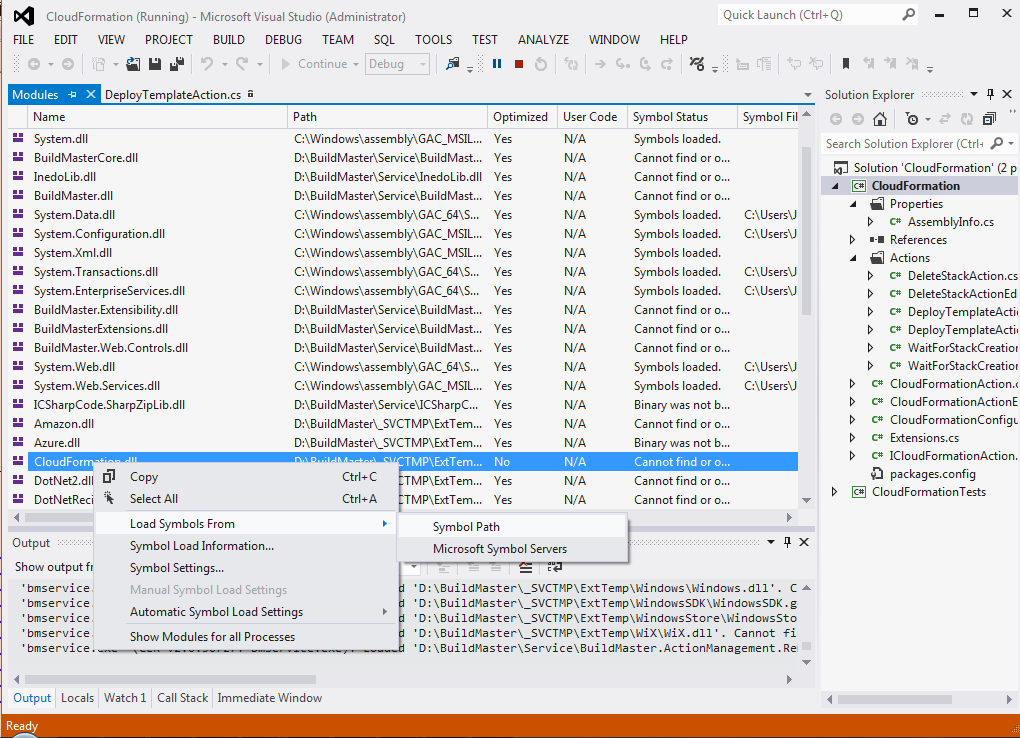 CloudFormation (Running) - Microsoft Visual Studio (Administrator)
Quick Launch (Ctrl+Q)
FILE EDIT VIEW PROJECT BUILD DEBUG TEAM SQL TOOLS TEST ANALYZE WINDOW HELP
Continue Debug
Modules DeployTemplateAction.cs
Name Path Optimized User Code Symbol Status Symbol Fil
System.dll C:\Windows\assembly\GAC_MSIL... Yes N/A Symbols loaded.
BuildMasterCore.dll D:\BuildMaster\Service\BuildMast... Yes N/A Cannot find or o...
InedoLib.dll D:\BuildMaster\Service\InedoLib.dll Yes N/A Cannot find or o...
BuildMaster.dll D:\BuildMaster\Service\BuildMast... Yes N/A Cannot find or o...
System.Data.dll C:\Windows\assembly\GAC_64\S... Yes N/A Symbols loaded. C:\Users\J
System.Configuration.dll C:\Windows\assembly\GAC_MSIL... Yes N/A Symbols loaded. C:\Users\J
System.Xml.dll C:\Windows\assembly\GAC_MSIL... Yes N/A Symbols loaded.
System.Transactions.dll C:\Windows\assembly\GAC_64\S... Yes N/A Symbols loaded. C:\Users\J
System.EnterpriseServices.dll C:\Windows\assembly\GAC_64\S... Yes N/A Symbols loaded. C:\Users\J
BuildMaster.Extensibility.dll D:\BuildMaster\Service\BuildMast... Yes N/A Cannot find or o...
BuildMasterExtensions.dll D:\BuildMaster\Service\BuildMast... Yes N/A Cannot find or o...
BuildMaster.Web.Controls.dll D:\BuildMaster\Service\BuildMast... Yes N/A Cannot find or o...
System.Web.dll C:\Windows\assembly\GAC_64\S... Yes N/A Symbols loaded. C:\Users\J
System.Web.Services.dll C:\Windows\assembly\GAC_MSIL... Yes N/A Symbols loaded. C:\Users\J
ICSharpCode.SharpZipLib.dll D:\BuildMaster\Service\ICSharpC... Yes N/A Binary was not b...
Amazon.dll D:\BuildMaster\_SVCTMP\ExtTem... Yes N/A Cannot find or o...
Azure.dll D:\BuildMaster\_SVCTMP\ExtTem... Yes N/A Binary was not b...
CloudFormation.dll D:\BuildMaster\_SVCTMP\ExtTem... No N/A Cannot find or o...
DotNet2.dll _SVCTMP\ExtTem... Yes N/A Cannot find or o...
DotNetReci _SVCTMP\ExtTem... Yes N/A Cannot find or o...
Copy Ctrl+C
Select All Ctrl+A
Load Symbols From
Symbol Load Information...
Symbol Settings...
Manual Symbol Load Settings
Automatic Symbol Load Settings
Show Modules for all Processes
Symbol Path
Microsoft Symbol Servers
Output
Show output fr
'bmservice. d 'D:\BuildMaster\_SVCTMP\ExtTemp\Windows\Windows.dll'. C
'bmservice. d 'D:\BuildMaster\_SVCTMP\ExtTemp\WindowsSDK\WindowsSDK.g
'bmservice. d 'D:\BuildMaster\_SVCTMP\ExtTemp\WindowsStore\WindowsSto
'bmservice. d 'D:\BuildMaster\_SVCTMP\ExtTemp\WiX\WiX.dll'. Cannot fi
'D:\BuildMaster\Service\BuildMaster.ActionManagement.Re
Output Locals Watch 1 Call Stack Immediate Window
Ready
Solution Explorer
Search Solution Explorer (Ctrl+
Solution 'CloudFormation' (2 p
C# CloudFormation
Properties
C# AssemblyInfo.cs
References
Actions
C# DeleteStackAction.cs
C# DeleteStackActionEd
C# DeployTemplateActi
C# DeployTemplateActi
C# WaitForStackCreation
C# WaitForStackCreation
C# CloudFormationAction.c
C# CloudFormationActionE
C# CloudFormationConfigu
C# Extensions.cs
C# ICloudFormationAction.
packages.config
C# CloudFormationTests